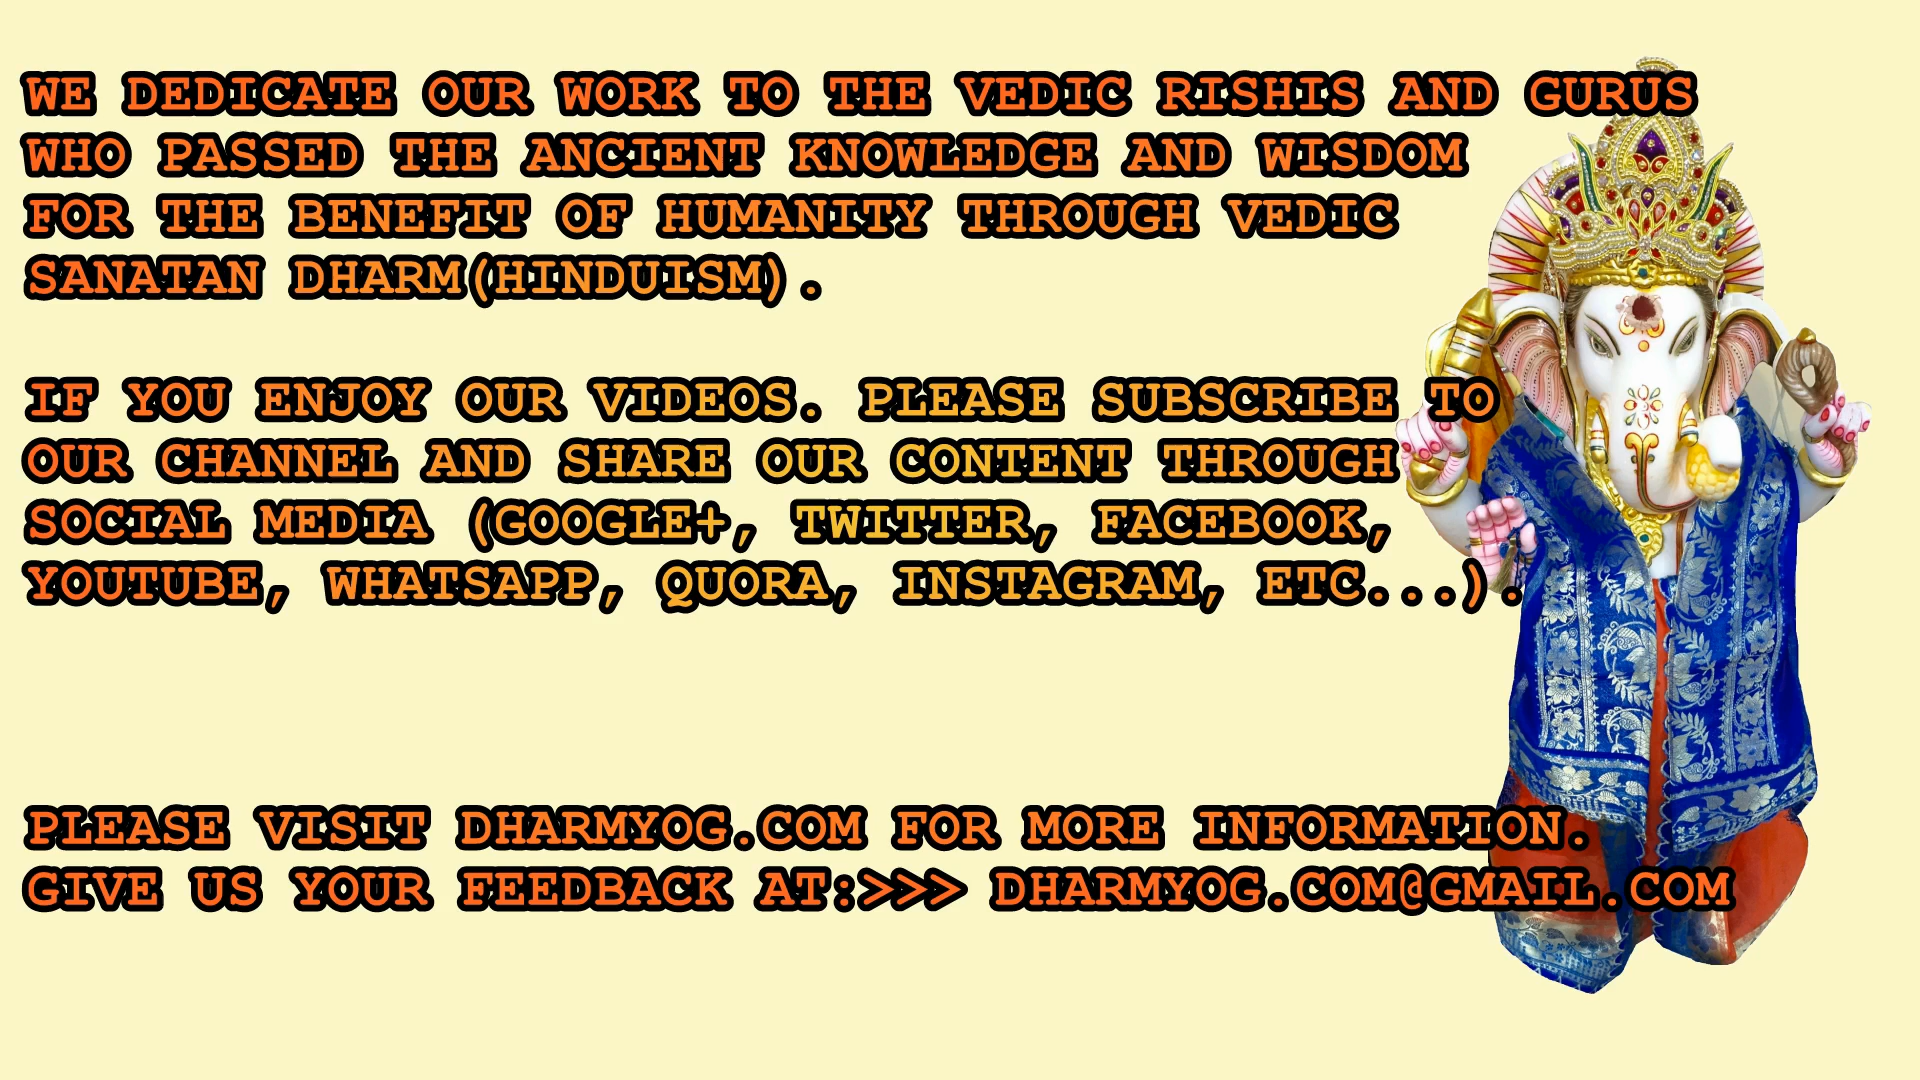 WE DEDICATE OUR WORK TO THE VEDIC RISHIS AND GURUS
WHO PASSED THE ANCIENT KNOWLEDGE AND WISDOM
FOR THE BENEFIT OF HUMANITY THROUGH VEDIC
SANATAN DHARM(HINDUISM).
IF YOU ENJOY OUR VIDEOS. PLEASE SUBSCRIBE TO
OUR CHANNEL AND SHARE OUR CONTENT THROUGH
SOCIAL MEDIA (GOOGLE+, TWITTER, FACEBOOK,
YOUTUBE, WHATSAPP, QUORA, INSTAGRAM, ETC...).
PLEASE VISIT DHARMYOG.COM FOR MORE INFORMATION.
GIVE US YOUR FEEDBACK AT:>>> DHARMYOG.COM@GMAIL.COM